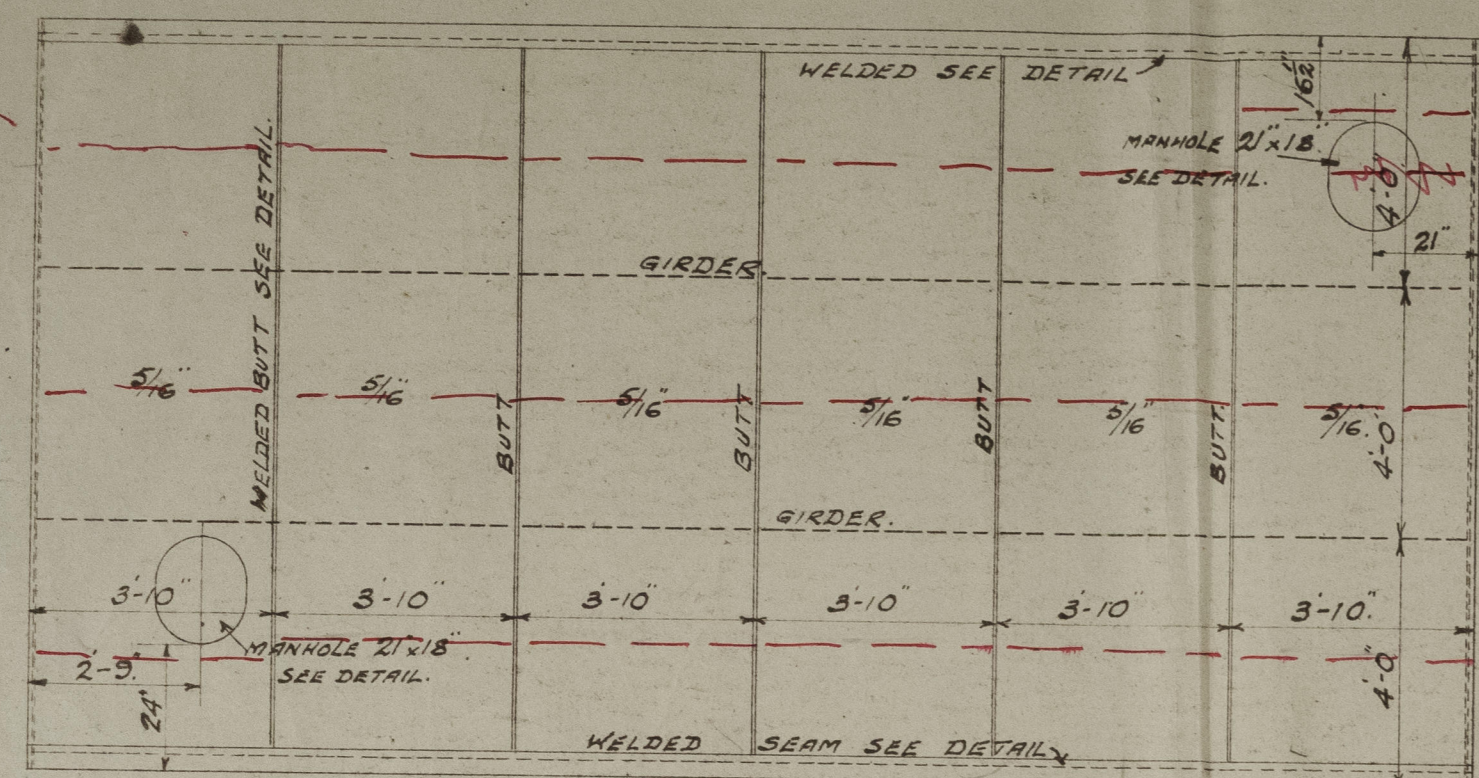 WELDED SEE DETAIL
16½"
MANHOLE 21"x18"
SEE DETAIL.
4'-0"
21"
WELDED BUTT SEE DETAIL.
GIRDER.
5/16"
5/16"
5/16"
5/16"
5/16"
5/16"
BUTT
BUTT
BUTT
BUTT.
4'-0"
GIRDER.
3'-10"
3'-10"
3'-10"
3'-10"
3'-10"
3'-10"
MANHOLE 21"x18"
SEE DETAIL.
2'-9"
24"
4'-0"
WELDED SEAM SEE DETAIL